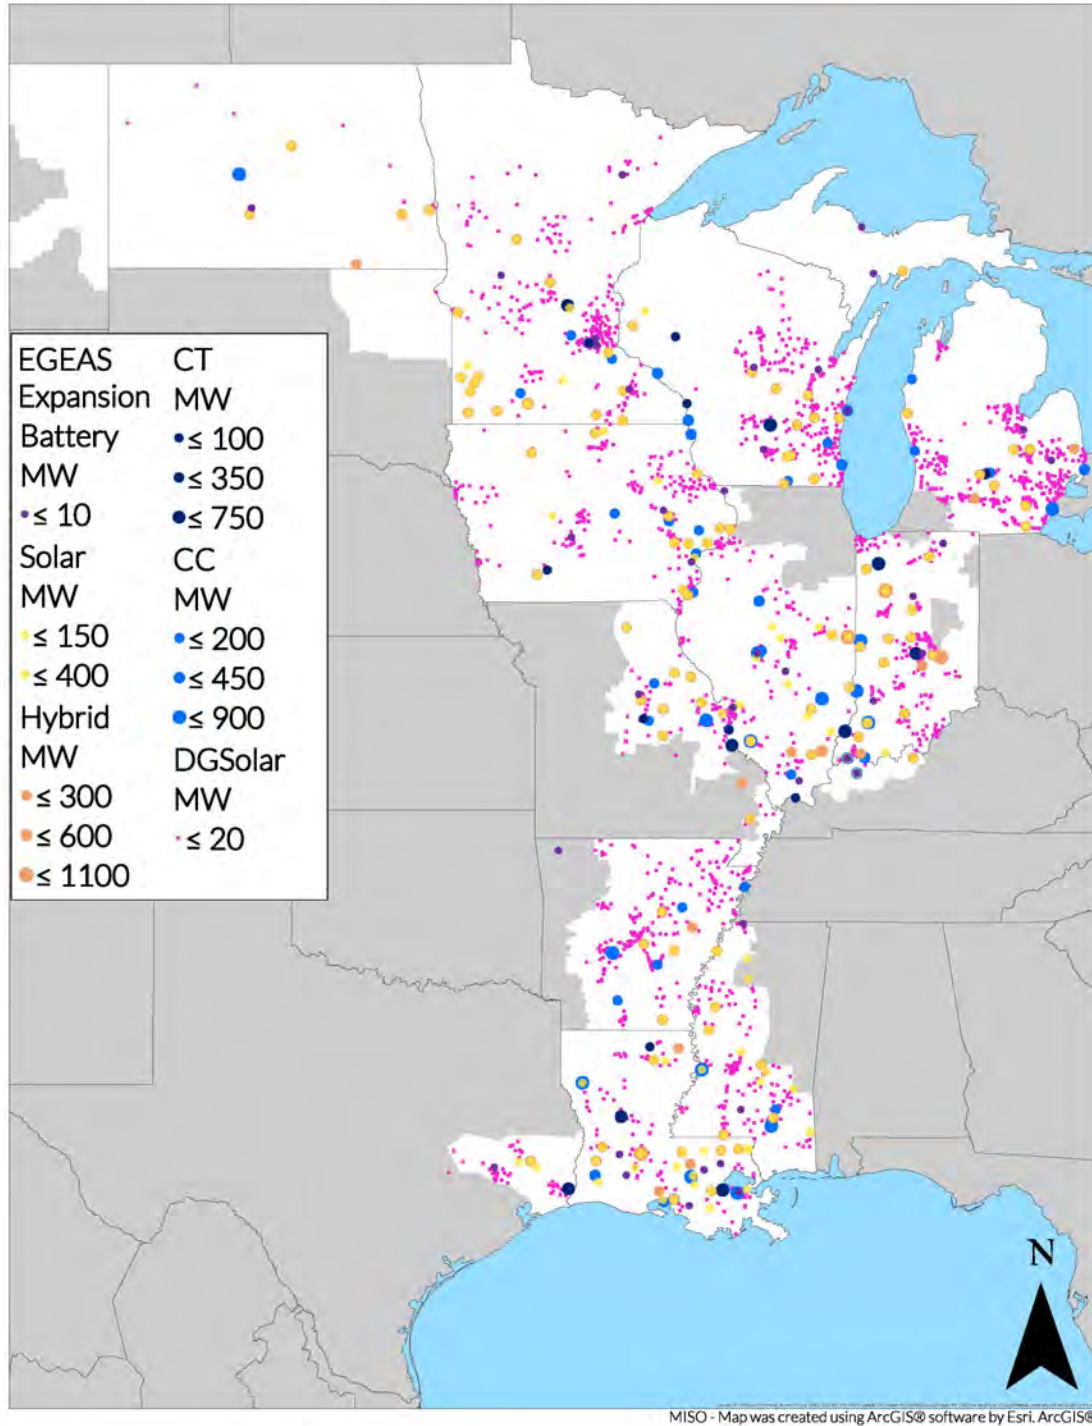 EGEAS
Expansion
Battery
MW
≤ 10
Solar
MW
≤ 150
≤ 400
Hybrid
MW
≤ 300
≤ 600
≤ 1100
CT
MW
≤ 100
≤ 350
≤ 750
CC
MW
≤ 200
≤ 450
≤ 900
DGSolar
MW
≤ 20
N
MISO - Map was created using ArcGIS® software by Esri. ArcGIS®